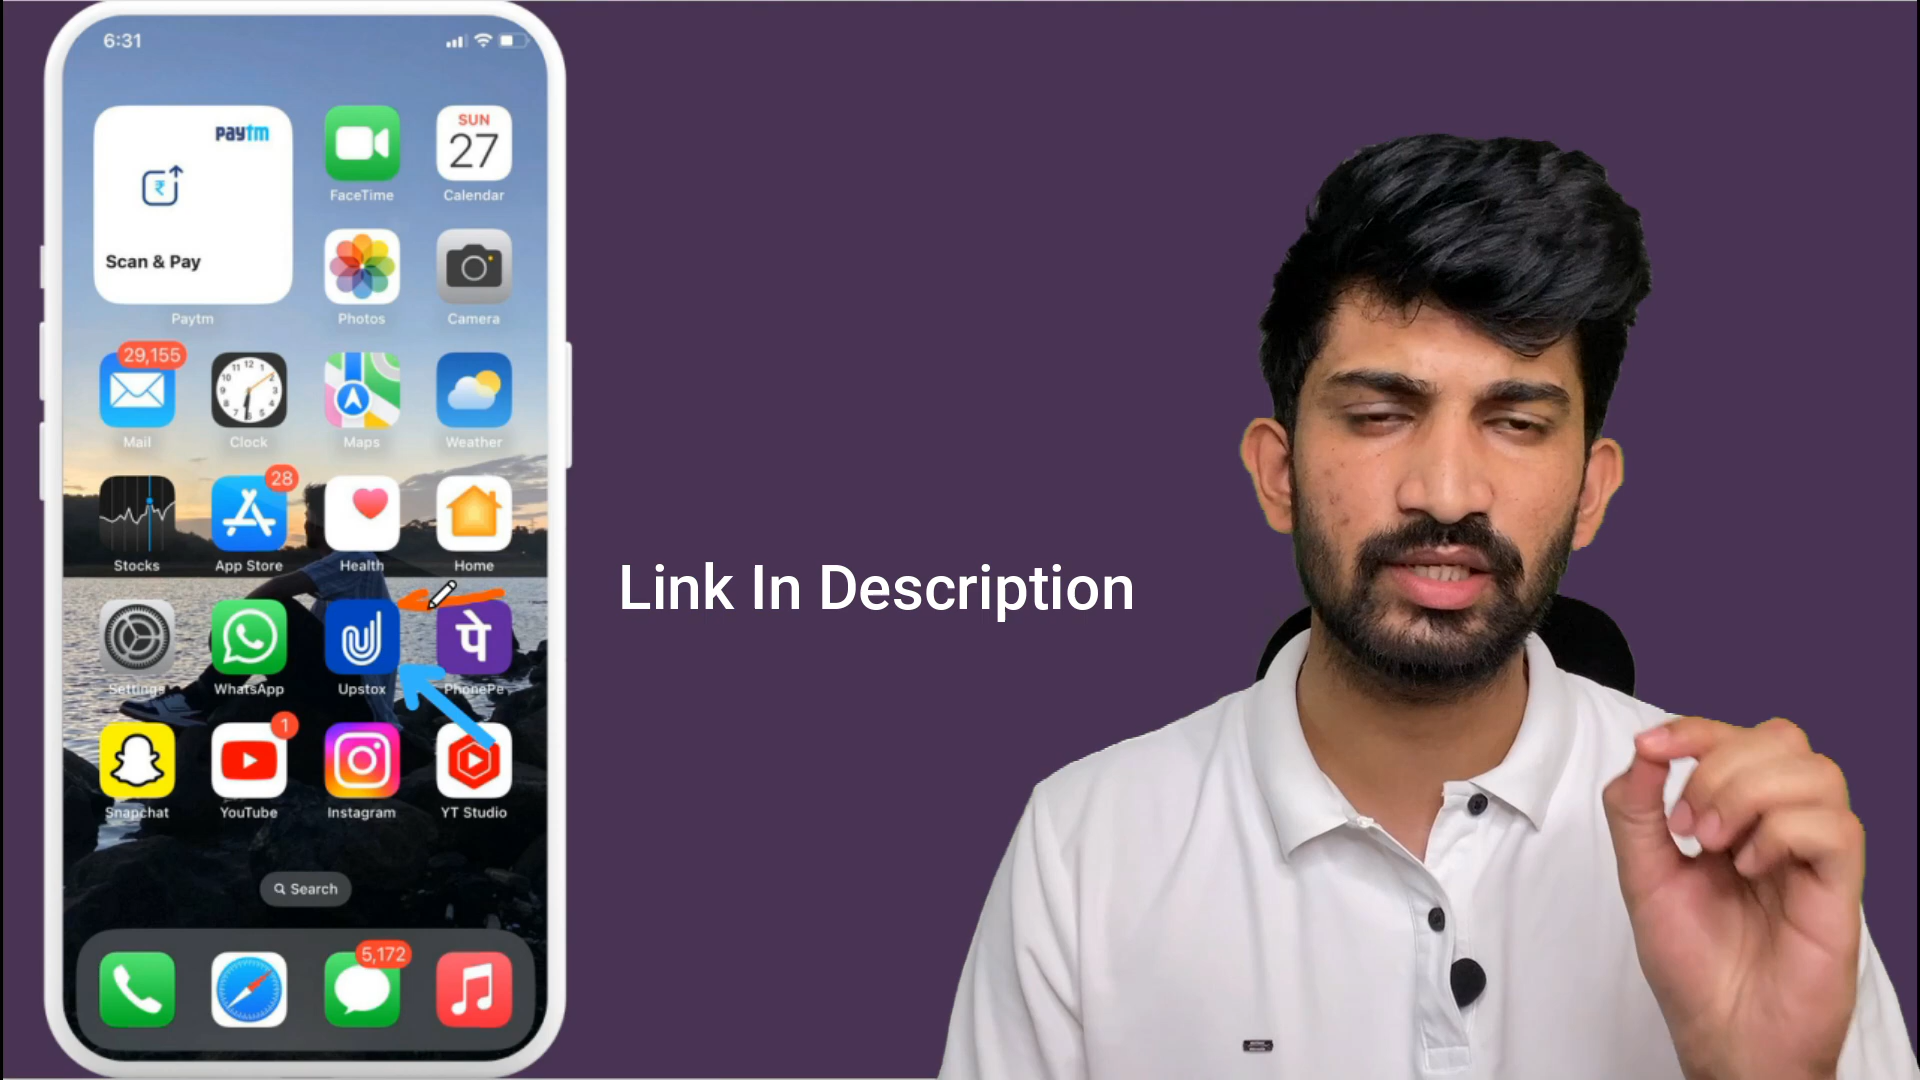 6:31
paytm
₹
Scan & Pay
Paytm
FaceTime
SUN
27
Calendar
Photos
Camera
29,155
Mail
Clock
Maps
Weather
Stocks
28
App Store
Health
Home
Settings
WhatsApp
Upstox
पे
PhonePe
Snapchat
1
YouTube
Instagram
YT Studio
Search
5,172
Link In Description